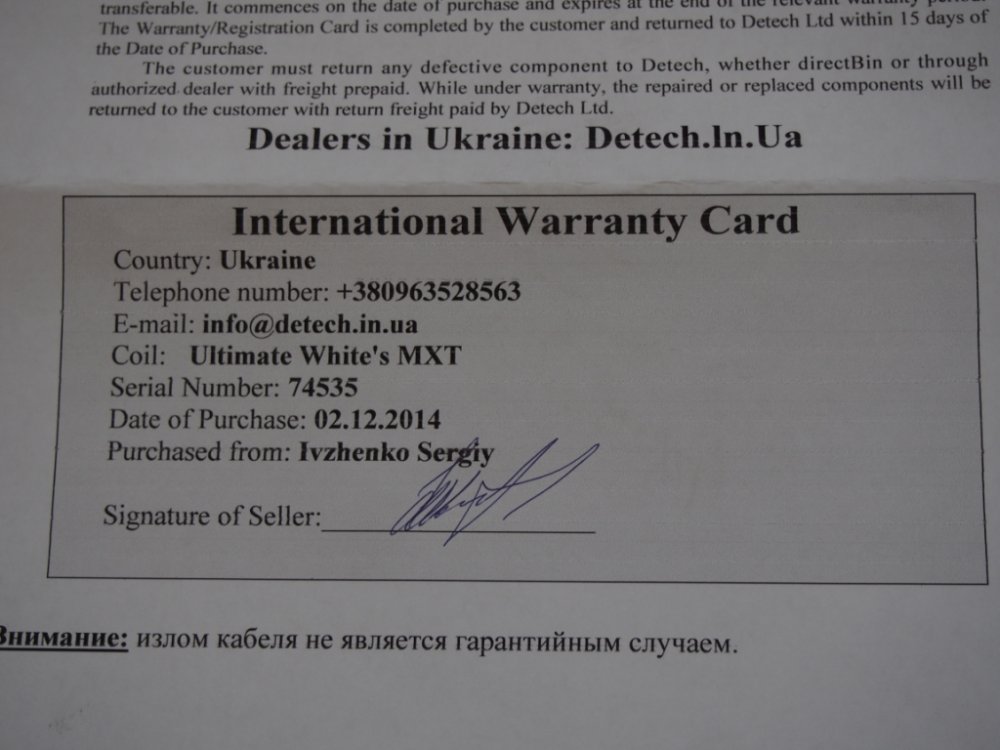 transferable. It commences on the date of purchase and expires at the end of the relevant warranty
The Warranty/Registration Card is completed by the customer and returned to Detech Ltd within 15 days of
the Date of Purchase.
The customer must return any defective component to Detech, whether directBin or through
authorized dealer with freight prepaid. While under warranty, the repaired or replaced components will be
returned to the customer with return freight paid by Detech Ltd.
Dealers in Ukraine: Detech.In.Ua
International Warranty Card
Country: Ukraine
Telephone number: +380963528563
E-mail: info@detech.in.ua
Coil: Ultimate White's MXT
Serial Number: 74535
Date of Purchase: 02.12.2014
Purchased from: Ivzhenko Sergiy
Signature of Seller:
Внимание: излом кабеля не является гарантийным случаем.